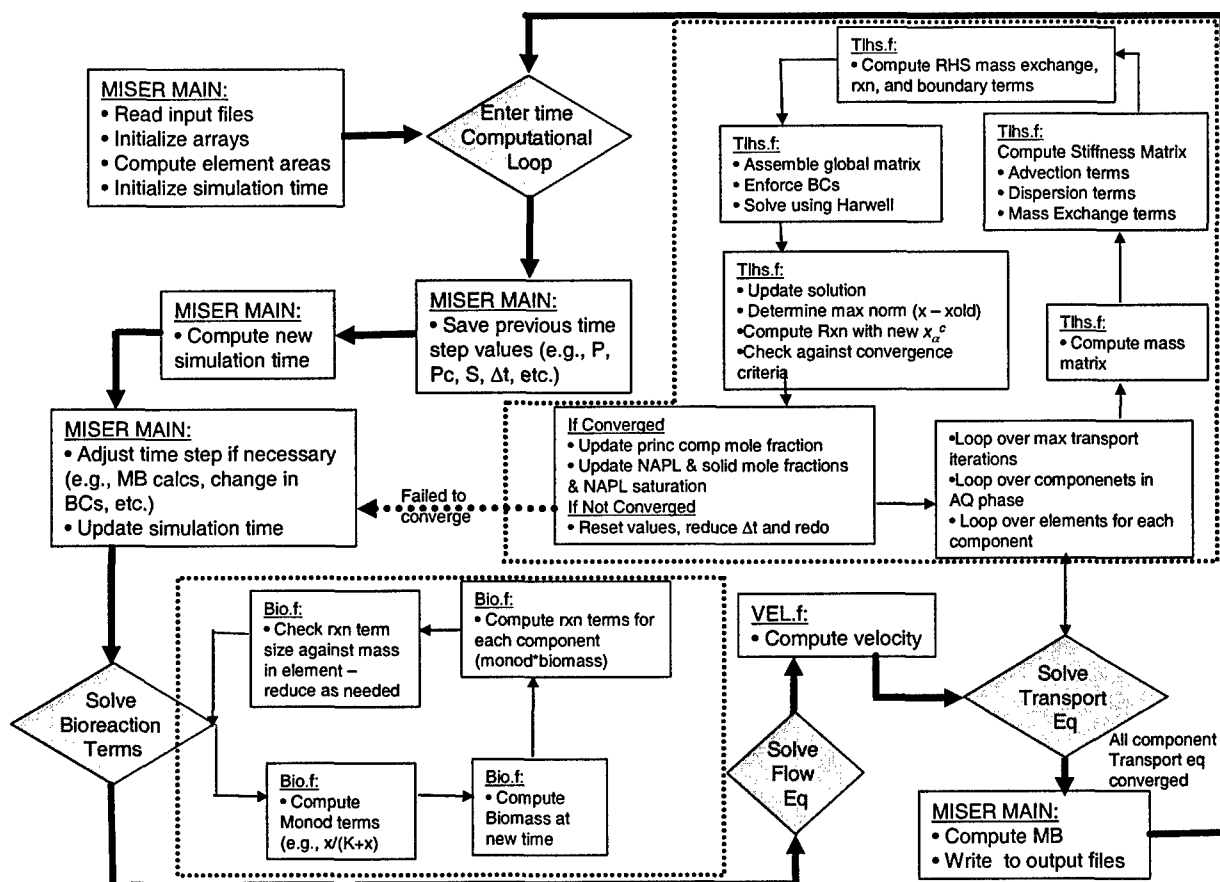 MISER MAIN:
• Read input files
• Initialize arrays
• Compute element areas
• Initialize simulation time
Enter time
Computational
Loop
Tlhs.f:
• Compute RHS mass exchange,
rxn, and boundary terms
Tlhs.f:
• Assemble global matrix
• Enforce BCs
• Solve using Harwell
Tlhs.f:
Compute Stiffness Matrix
• Advection terms
• Dispersion terms
• Mass Exchange terms
Tlhs.f:
• Update solution
• Determine max norm (x – xold)
•Compute Rxn with new xαc
•Check against convergence
criteria
Tlhs.f:
• Compute mass
matrix
MISER MAIN:
• Compute new
simulation time
MISER MAIN:
• Save previous time
step values (e.g., P,
Pc, S, Δt, etc.)
MISER MAIN:
• Adjust time step if necessary
(e.g., MB calcs, change in
BCs, etc.)
• Update simulation time
Failed to
converge
If Converged
• Update princ comp mole fraction
• Update NAPL & solid mole fractions
& NAPL saturation
If Not Converged
• Reset values, reduce Δt and redo
•Loop over max transport
iterations
•Loop over componenets in
AQ phase
• Loop over elements for each
component
Solve
Bioreaction
Terms
Bio.f:
• Check rxn term
size against mass
in element –
reduce as needed
Bio.f:
• Compute rxn terms for
each component
(monod*biomass)
Bio.f:
• Compute
Monod terms
(e.g., x/(K+x)
Bio.f:
• Compute
Biomass at
new time
VEL.f:
• Compute velocity
Solve
Flow
Eq
Solve
Transport
Eq
All component
Transport eq
converged
MISER MAIN:
• Compute MB
• Write to output files